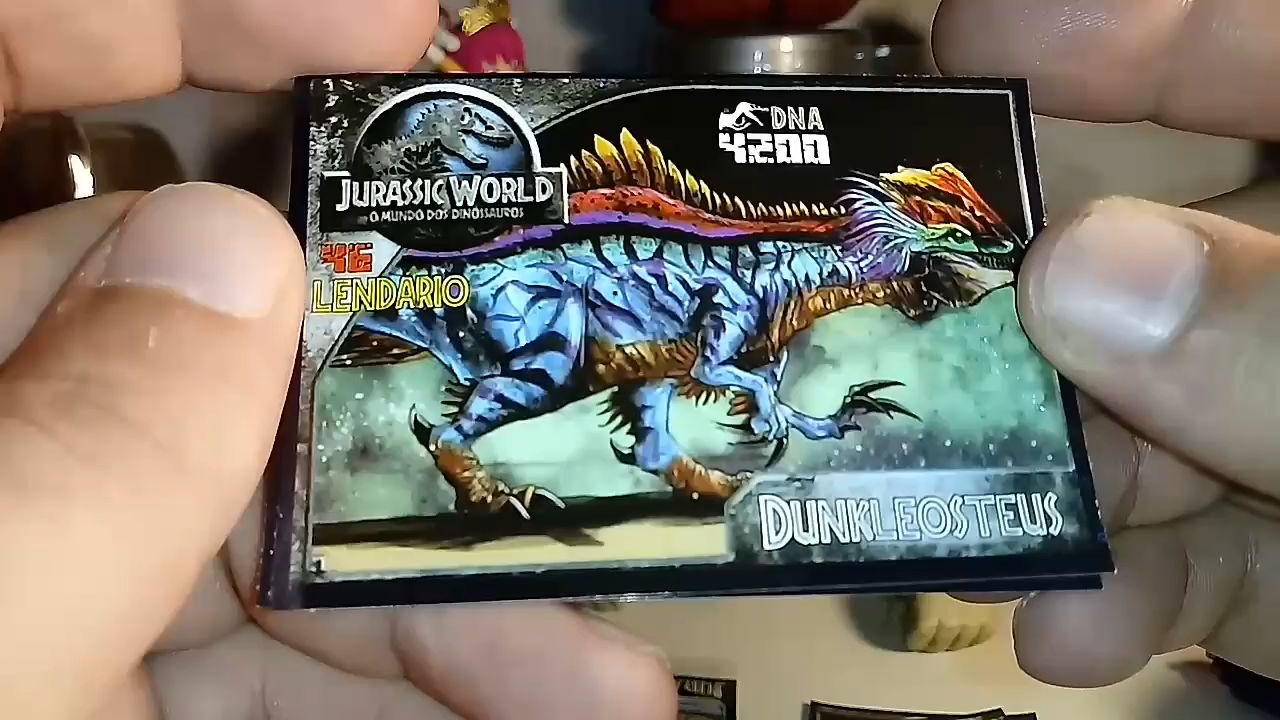 JURASSIC WORLD
O MUNDO DOS DINOSSAUROS
DNA
4200
46
LENDARIO
DUNKLEOSTEUS